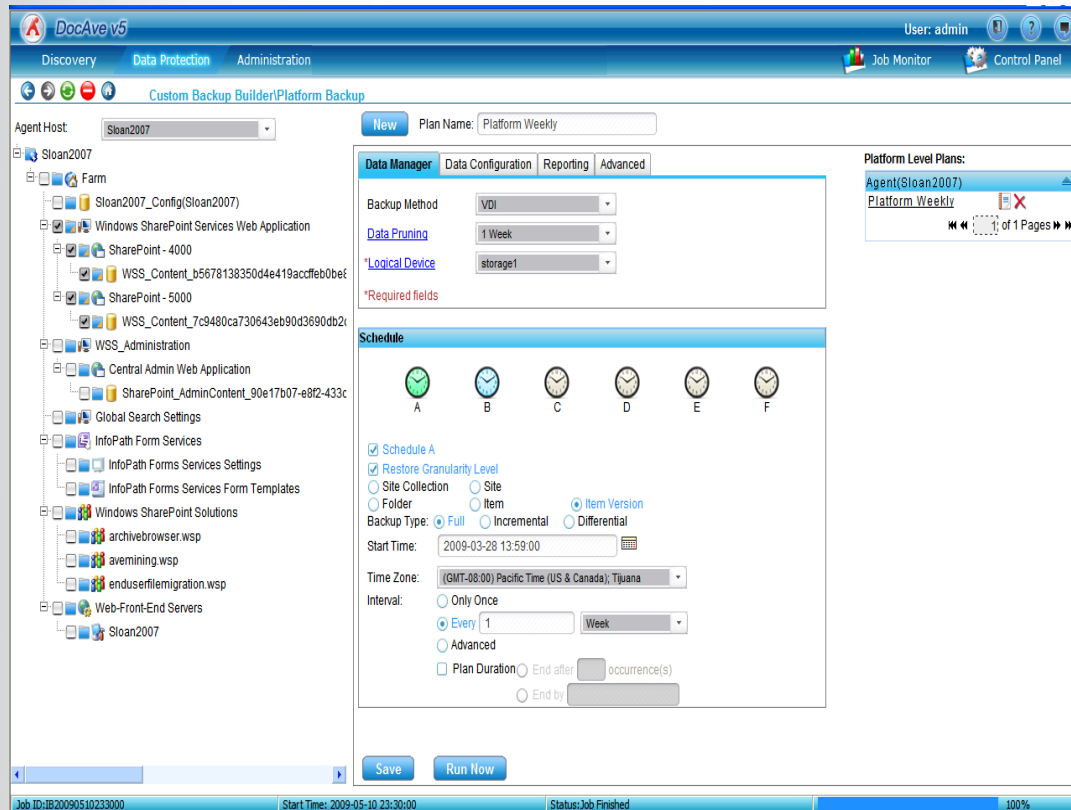 DocAve v5
User: admin
Discovery Data Protection Administration
Job Monitor Control Panel
Custom Backup Builder\Platform Backup
Agent Host: Sloan2007
New Plan Name: Platform Weekly
Sloan2007
Farm
Sloan2007_Config(Sloan2007)
Windows SharePoint Services Web Application
SharePoint - 4000
WSS_Content_b5678138350d4e419accffeb0be8
SharePoint - 5000
WSS_Content_7c9480ca730643eb90d3690db2c
WSS_Administration
Central Admin Web Application
SharePoint_AdminContent_90e17b07-e8f2-433c
Global Search Settings
InfoPath Form Services
InfoPath Forms Services Settings
InfoPath Forms Services Form Templates
Windows SharePoint Solutions
archivebrowser.wsp
avemining.wsp
enduserfilemigration.wsp
Web-Front-End Servers
Sloan2007
Data Manager Data Configuration Reporting Advanced
Backup Method VDI
Data Pruning 1 Week
*Logical Device storage1
*Required fields
Schedule
A B C D E F
Schedule A
Restore Granularity Level
Site Collection Site
Folder Item Item Version
Backup Type: Full Incremental Differential
Start Time: 2009-03-28 13:59:00
Time Zone: (GMT-08:00) Pacific Time (US & Canada); Tijuana
Interval: Only Once
Every 1 Week
Advanced
Plan Duration End after occurrence(s)
End by
Save Run Now
Platform Level Plans:
Agent(Sloan2007)
Platform Weekly
1 of 1 Pages
Job ID:IB20090510233000 Start Time: 2009-05-10 23:30:00 Status:Job Finished 100%